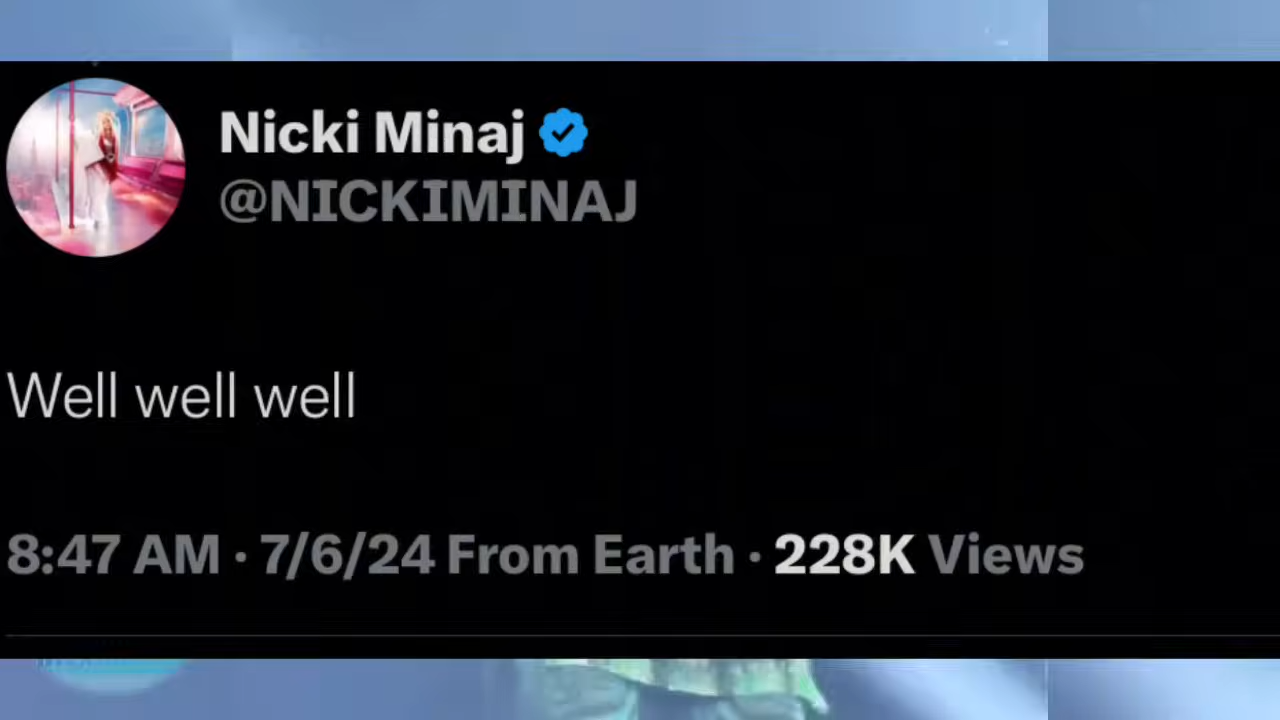 Nicki Minaj
@NICKIMINAJ
Well well well
8:47 AM · 7/6/24 From Earth · 228K Views